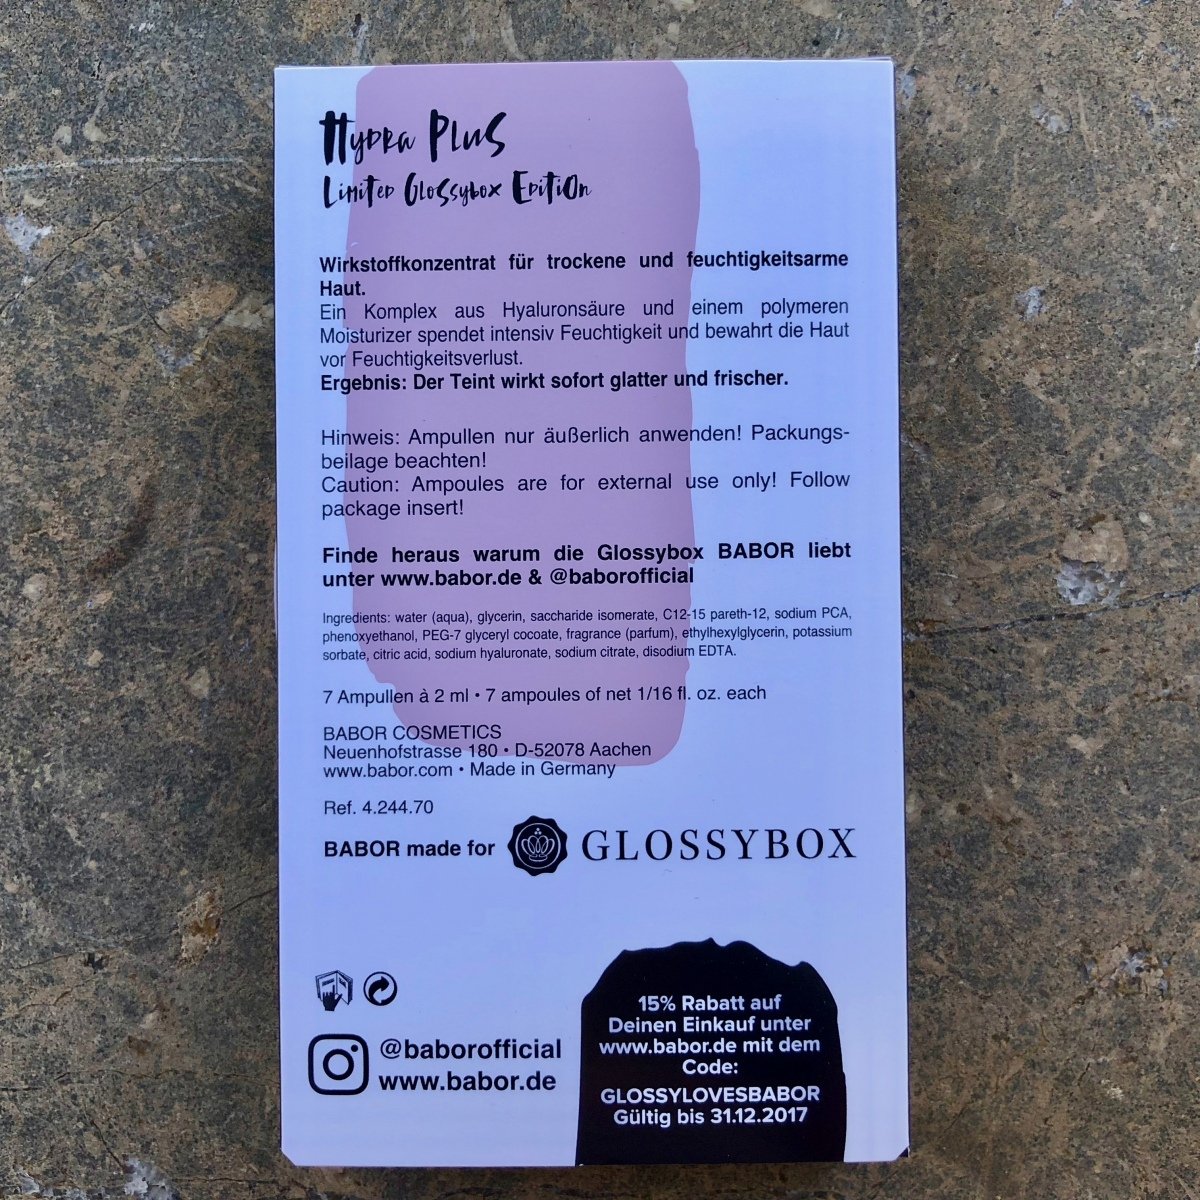 Hydra Plus
Limited Glossybox Edition
Wirkstoffkonzentrat für trockene und feuchtigkeitsarme
Haut.
Ein Komplex aus Hyaluronsäure und einem polymeren
Moisturizer spendet intensiv Feuchtigkeit und bewahrt die Haut
vor Feuchtigkeitsverlust.
Ergebnis: Der Teint wirkt sofort glatter und frischer.
Hinweis: Ampullen nur äußerlich anwenden! Packungs-
beilage beachten!
Caution: Ampoules are for external use only! Follow
package insert!
Finde heraus warum die Glossybox BABOR liebt
unter www.babor.de & @baborofficial
Ingredients: water (aqua), glycerin, saccharide isomerate, C12-15 pareth-12, sodium PCA,
phenoxyethanol, PEG-7 glyceryl cocoate, fragrance (parfum), ethylhexylglycerin, potassium
sorbate, citric acid, sodium hyaluronate, sodium citrate, disodium EDTA.
7 Ampullen à 2 ml • 7 ampoules of net 1/16 fl. oz. each
BABOR COSMETICS
Neuenhofstrasse 180 • D-52078 Aachen
www.babor.com • Made in Germany
Ref. 4.244.70
BABOR made for GLOSSYBOX
@baborofficial
www.babor.de
15% Rabatt auf
Deinen Einkauf unter
www.babor.de mit dem
Code:
GLOSSYLOVESBABOR
Gültig bis 31.12.2017